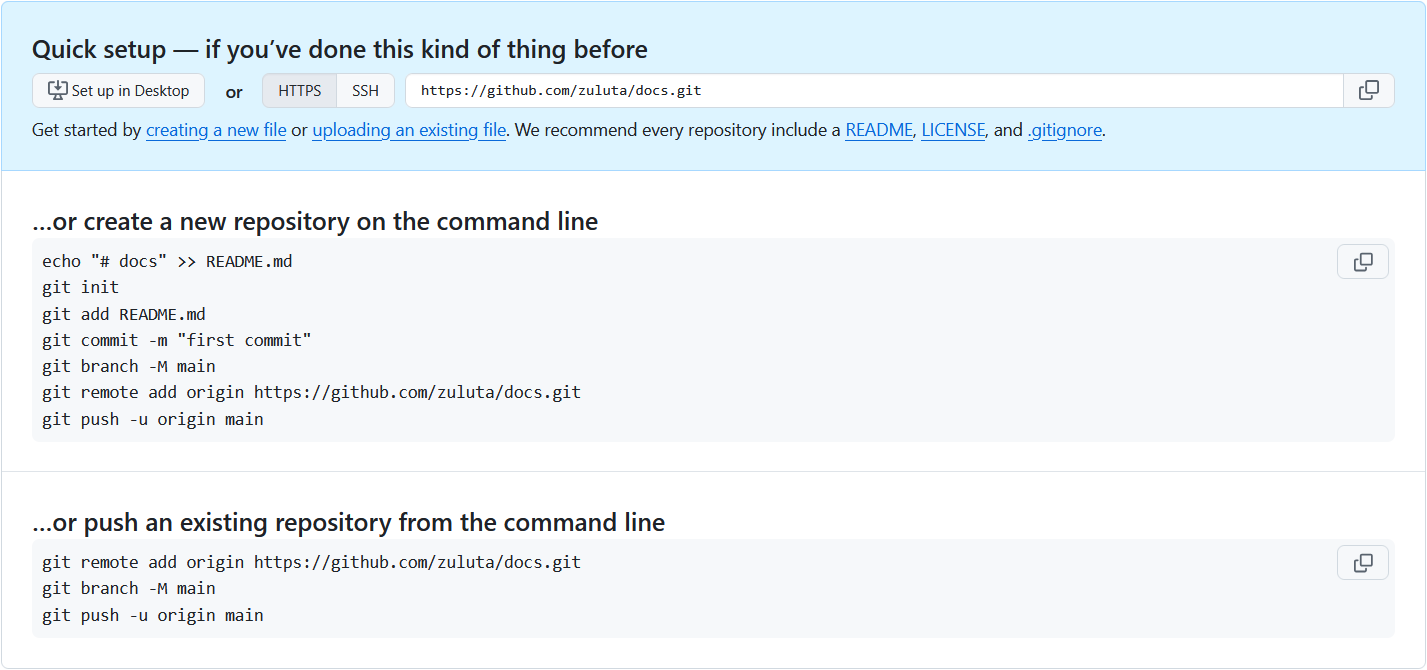 Quick setup — if you’ve done this kind of thing before
Set up in Desktop or HTTPS SSH https://github.com/zuluta/docs.git
Get started by creating a new file or uploading an existing file. We recommend every repository include a README, LICENSE, and .gitignore.
…or create a new repository on the command line
echo "# docs" >> README.md
git init
git add README.md
git commit -m "first commit"
git branch -M main
git remote add origin https://github.com/zuluta/docs.git
git push -u origin main
…or push an existing repository from the command line
git remote add origin https://github.com/zuluta/docs.git
git branch -M main
git push -u origin main